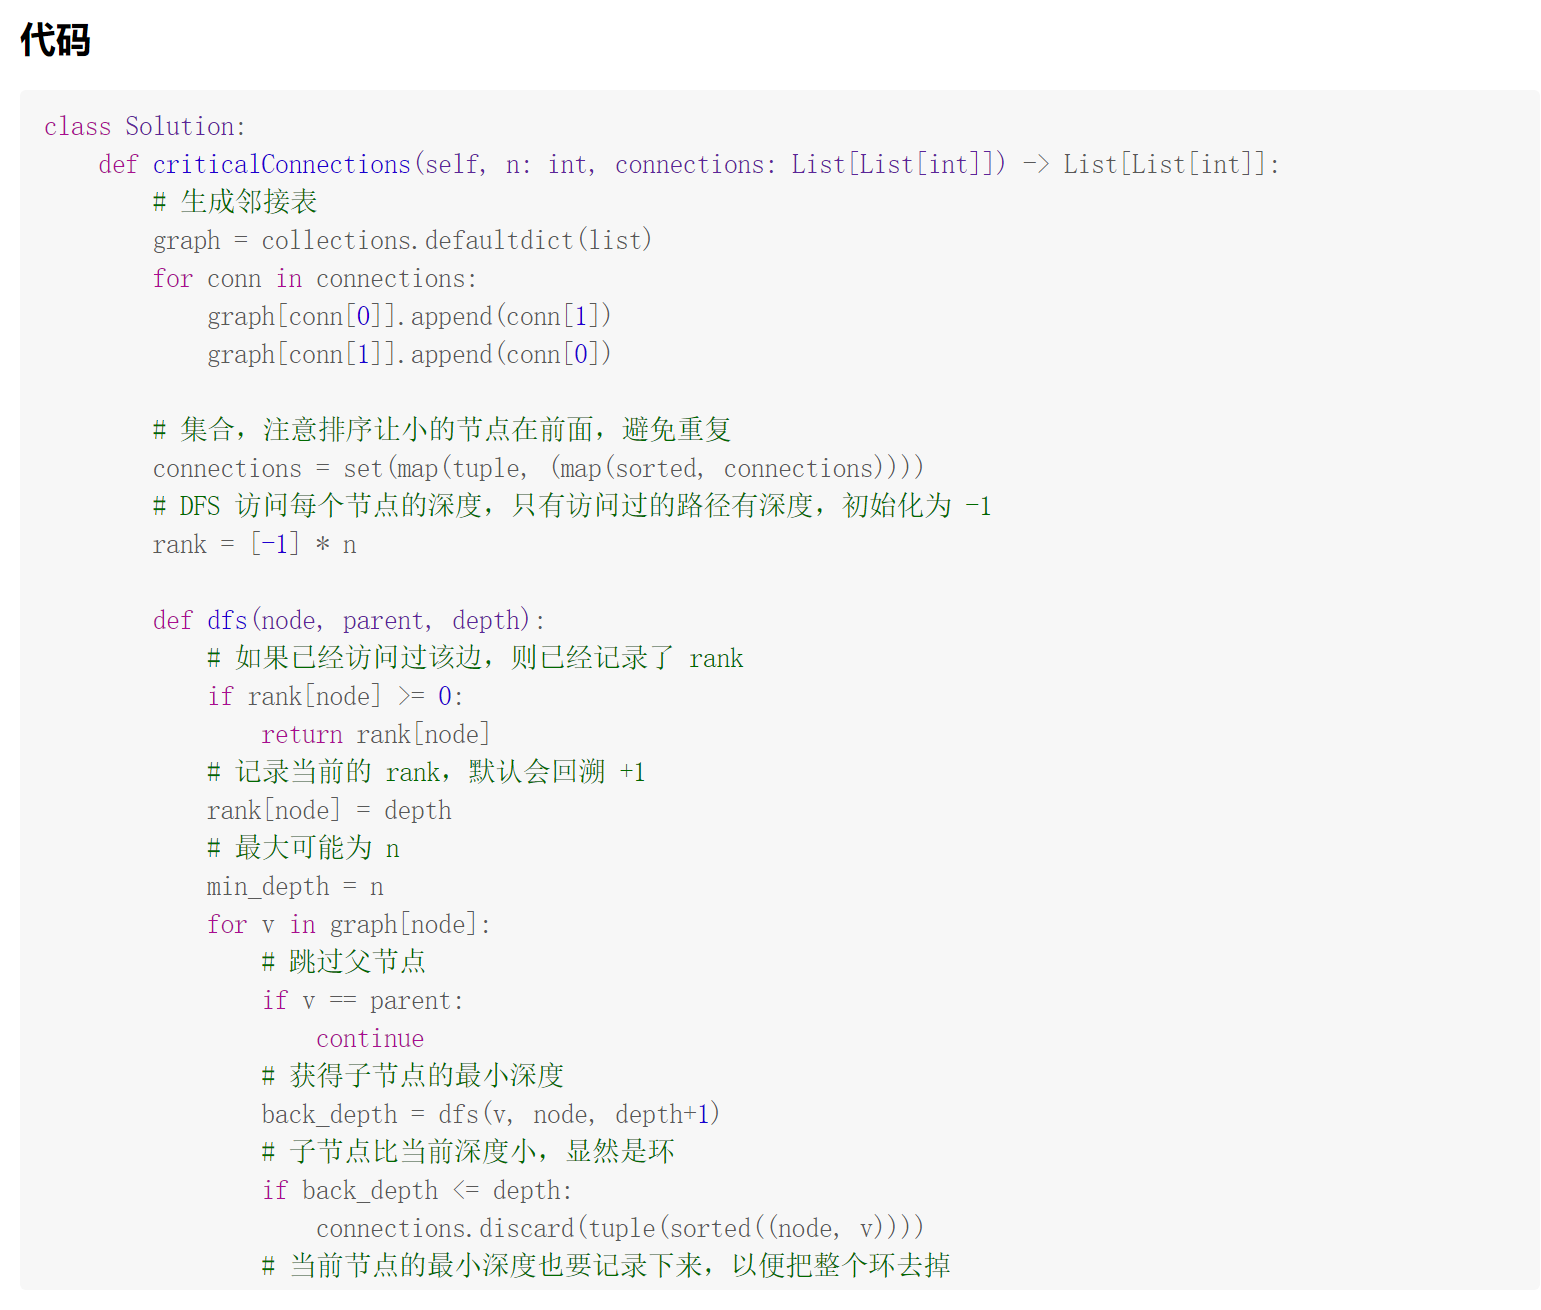 代码
class Solution:
    def criticalConnections(self, n: int, connections: List[List[int]]) -> List[List[int]]:
        # 生成邻接表
        graph = collections.defaultdict(list)
        for conn in connections:
            graph[conn[0]].append(conn[1])
            graph[conn[1]].append(conn[0])
        # 集合，注意排序让小的节点在前面，避免重复
        connections = set(map(tuple, (map(sorted, connections))))
        # DFS 访问每个节点的深度，只有访问过的路径有深度，初始化为 -1
        rank = [-1] * n
        def dfs(node, parent, depth):
            # 如果已经访问过该边，则已经记录了 rank
            if rank[node] >= 0:
                return rank[node]
            # 记录当前的 rank，默认会回溯 +1
            rank[node] = depth
            # 最大可能为 n
            min_depth = n
            for v in graph[node]:
                # 跳过父节点
                if v == parent:
                    continue
                # 获得子节点的最小深度
                back_depth = dfs(v, node, depth+1)
                # 子节点比当前深度小，显然是环
                if back_depth <= depth:
                    connections.discard(tuple(sorted((node, v))))
                # 当前节点的最小深度也要记录下来，以便把整个环去掉